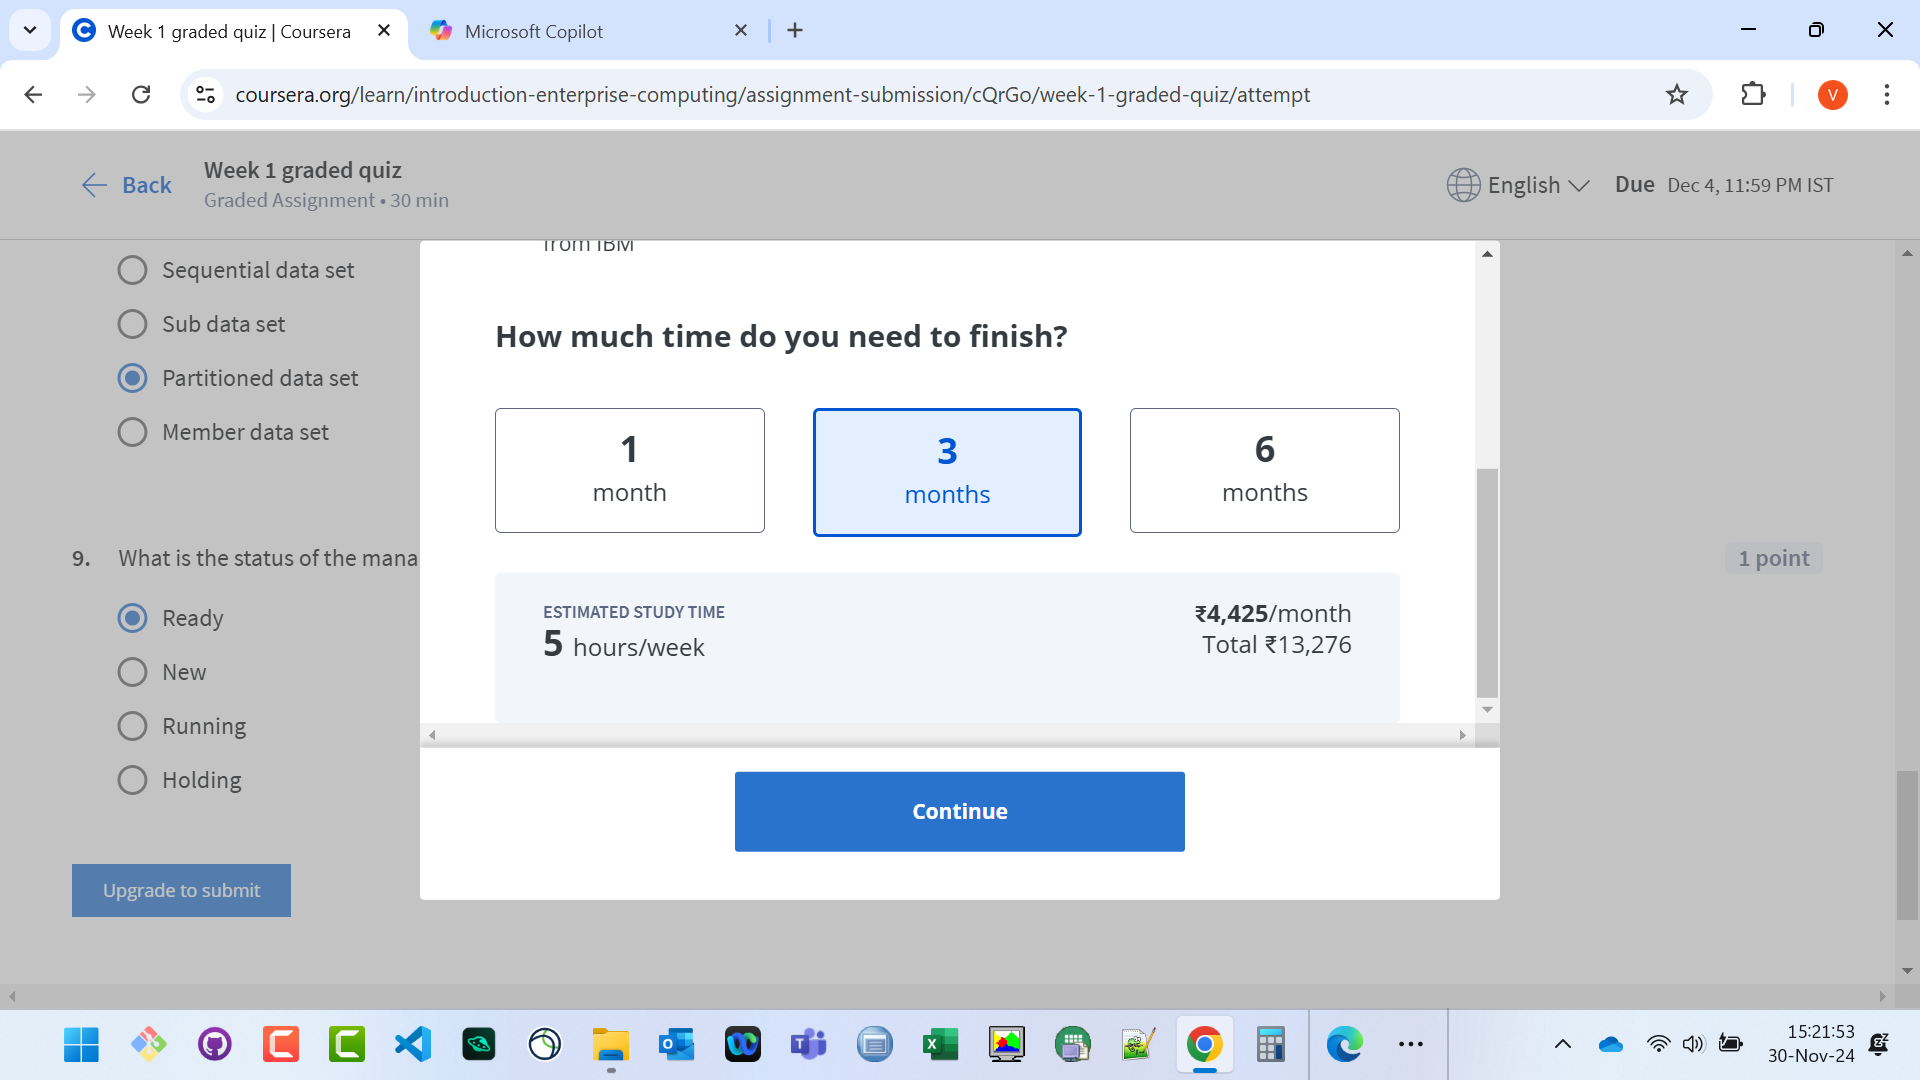 Week 1 graded quiz | Coursera
Microsoft Copilot
coursera.org/learn/introduction-enterprise-computing/assignment-submission/cQrGo/week-1-graded-quiz/attempt
V
Back
Week 1 graded quiz
Graded Assignment • 30 min
English
Due Dec 4, 11:59 PM IST
from IBM
Sequential data set
Sub data set
Partitioned data set
Member data set
How much time do you need to finish?
1
month
3
months
6
months
9. What is the status of the mana
1 point
Ready
New
Running
Holding
ESTIMATED STUDY TIME
5 hours/week
₹4,425/month
Total ₹13,276
Continue
Upgrade to submit
15:21:53
30-Nov-24